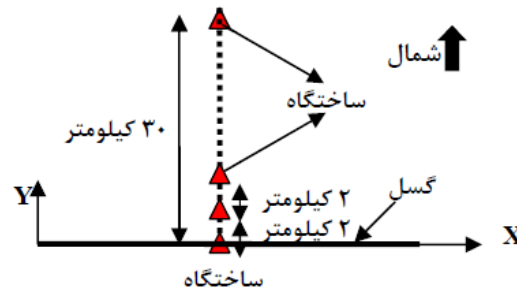 شمال
ساختگاه
۳۰ کیلومتر
Y
۲ کیلومتر
گسل
۲ کیلومتر
X
ساختگاه